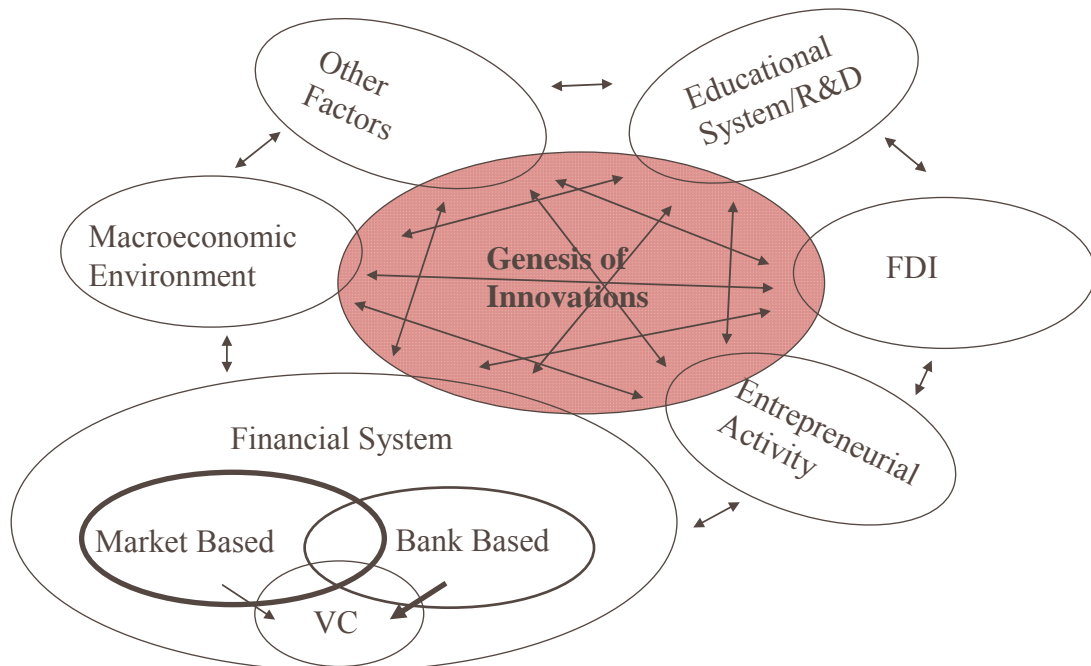 Other
Factors
Educational
System/R&D
Macroeconomic
Environment
Genesis of
Innovations
FDI
Entrepreneurial
Activity
Financial System
Market Based
Bank Based
VC